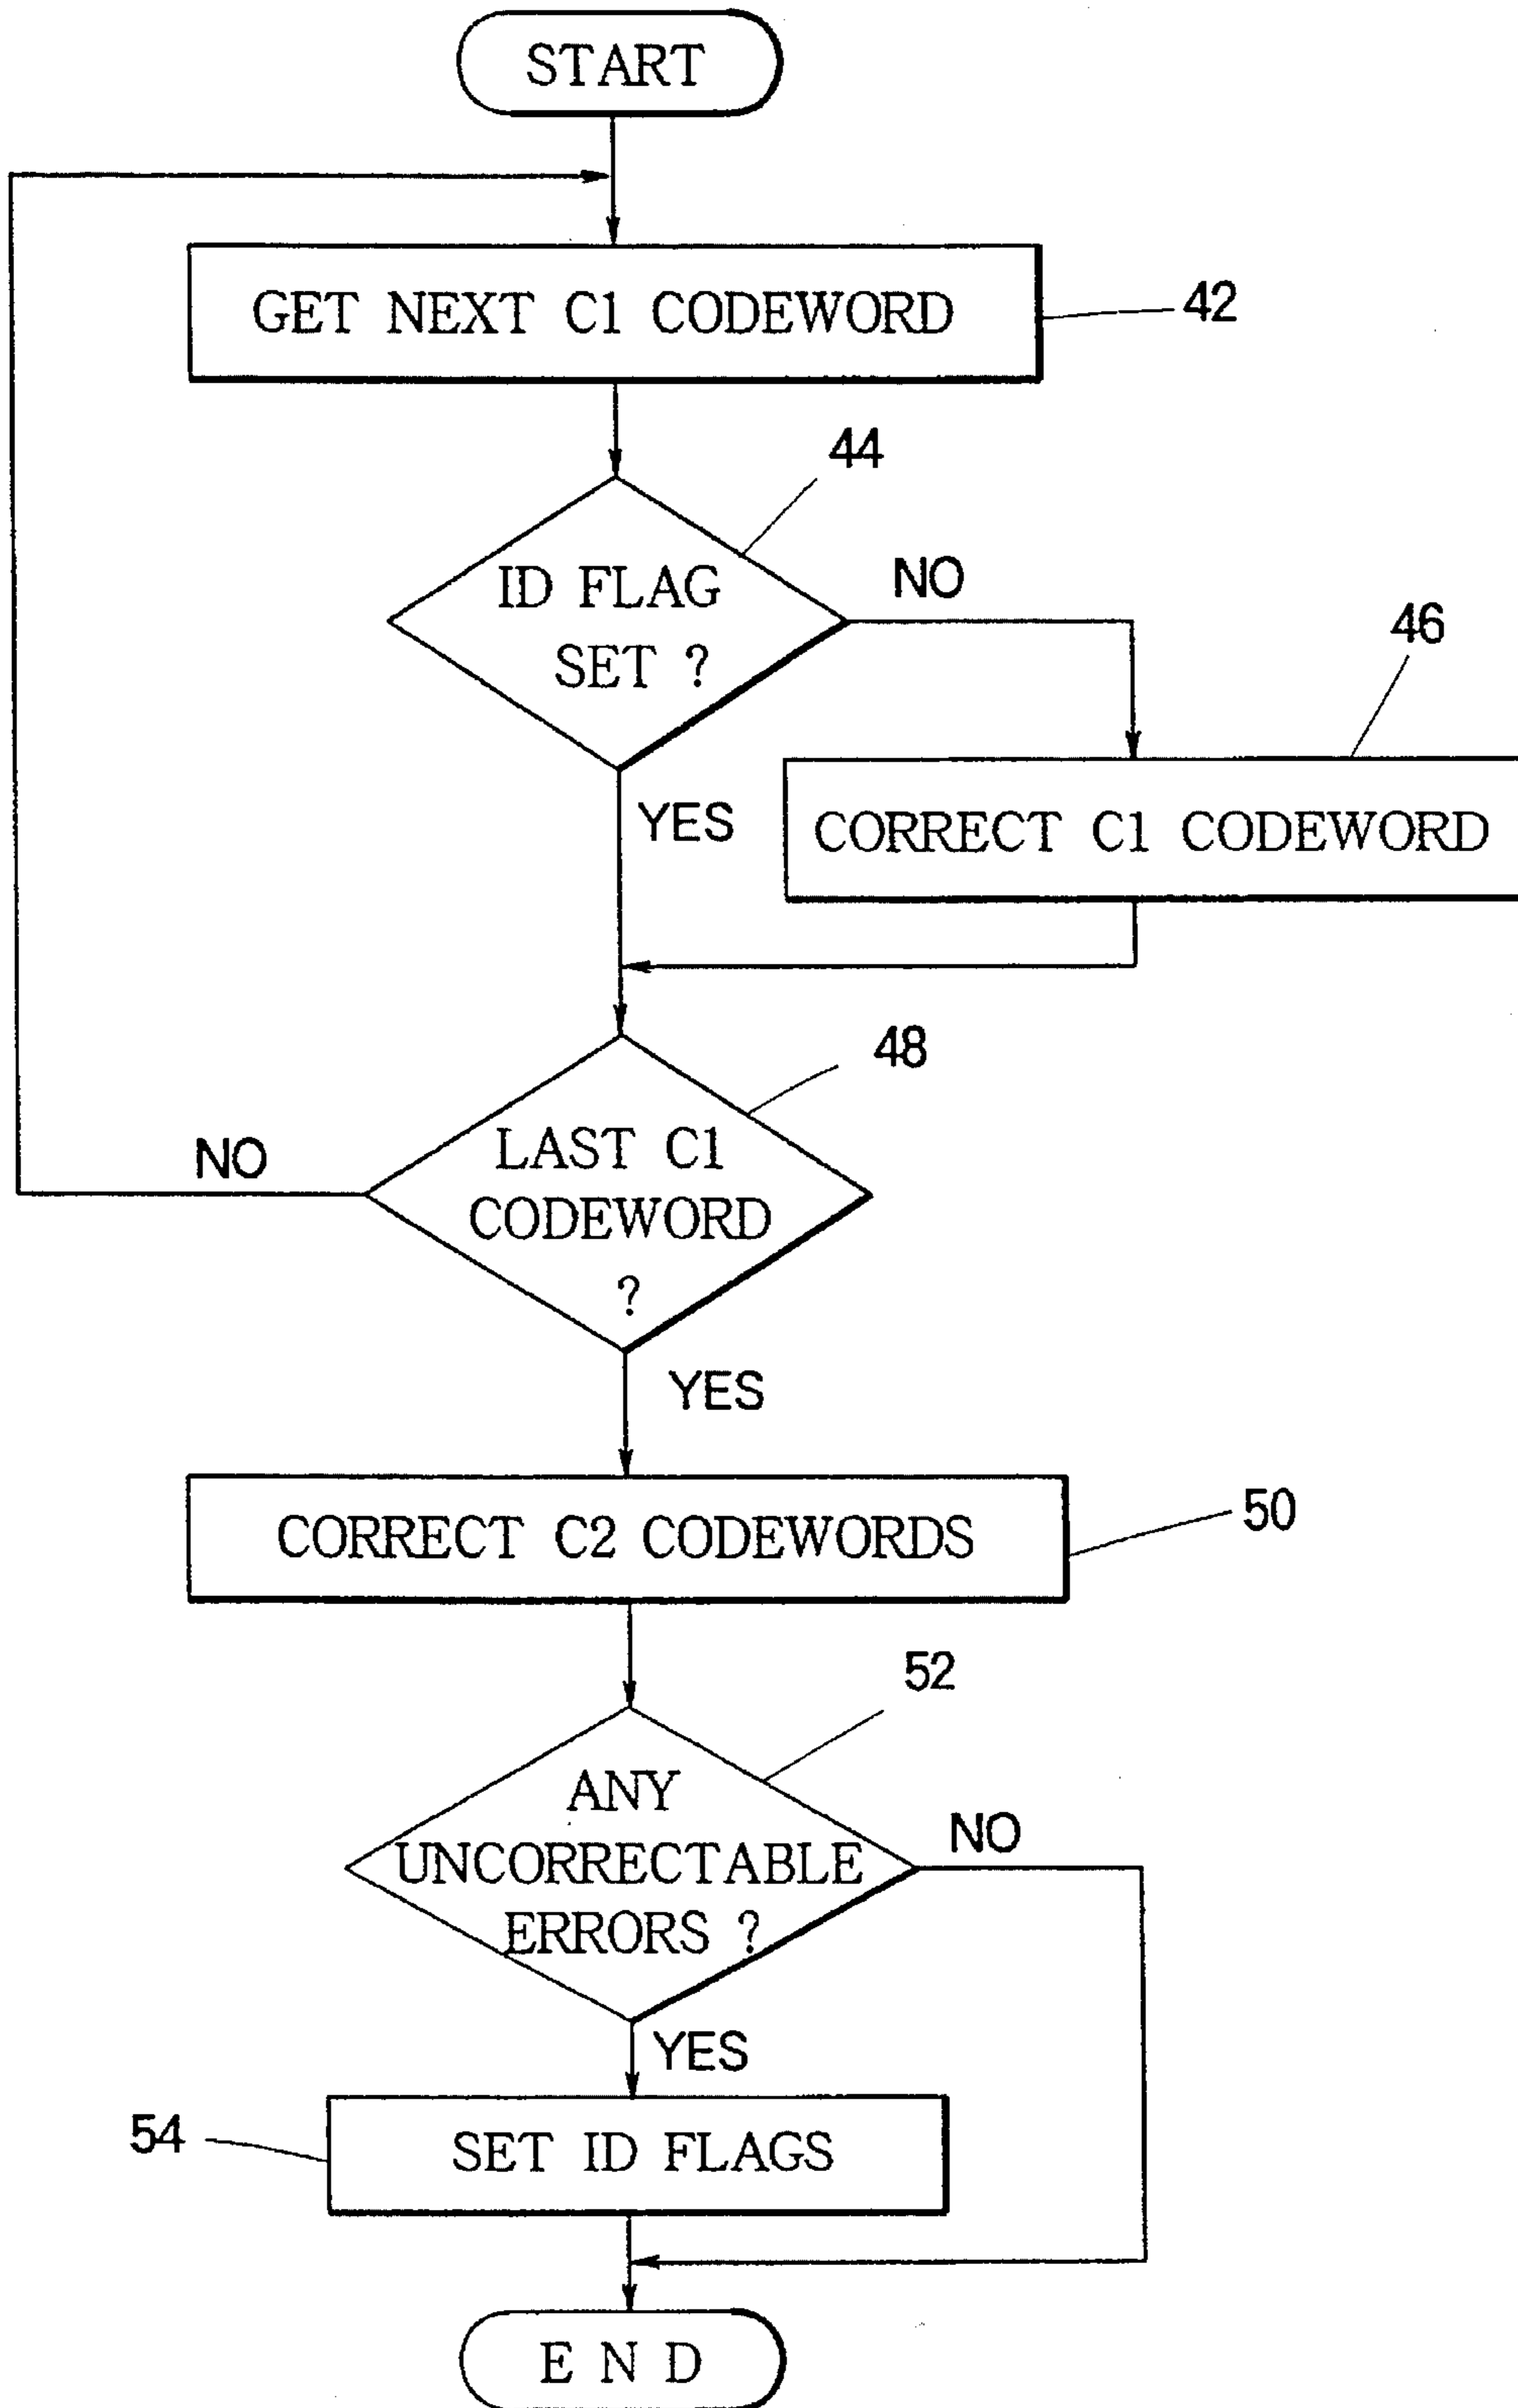 START
GET NEXT C1 CODEWORD
42
44
ID FLAG
SET ?
NO
46
YES
CORRECT C1 CODEWORD
48
NO
LAST C1
CODEWORD
?
YES
CORRECT C2 CODEWORDS
50
52
ANY
UNCORRECTABLE
ERRORS ?
NO
YES
54
SET ID FLAGS
E N D